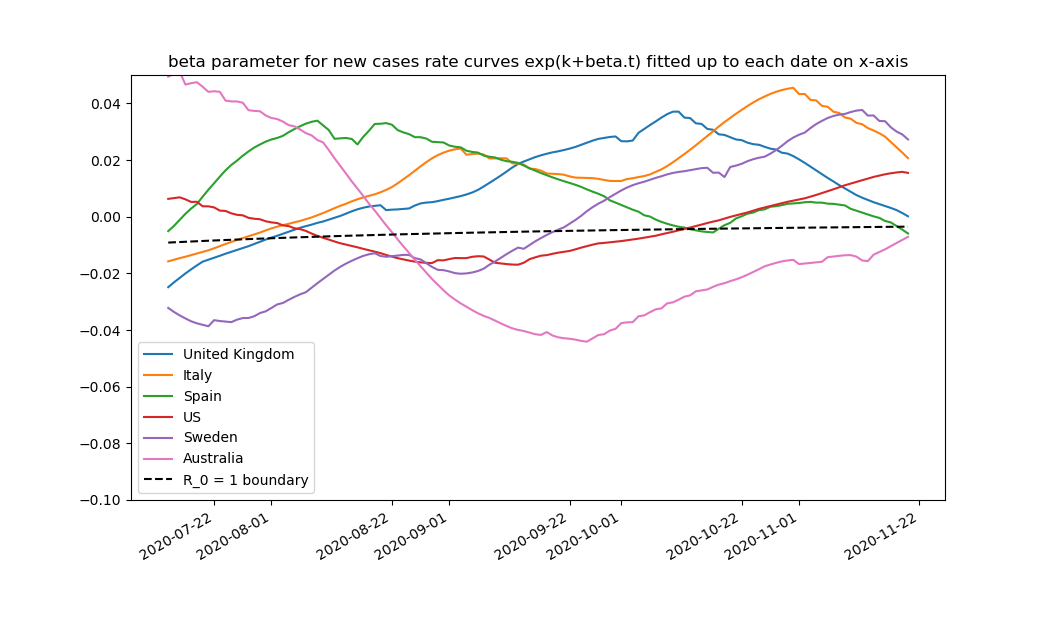 beta parameter for new cases rate curves exp(k+beta.t) fitted up to each date on x-axis
0.04
0.02
0.00
−0.02
−0.04
−0.06
−0.08
−0.10
United Kingdom
Italy
Spain
US
Sweden
Australia
R_0 = 1 boundary
2020-07-22
2020-08-01
2020-08-22
2020-09-01
2020-09-22
2020-10-01
2020-10-22
2020-11-01
2020-11-22